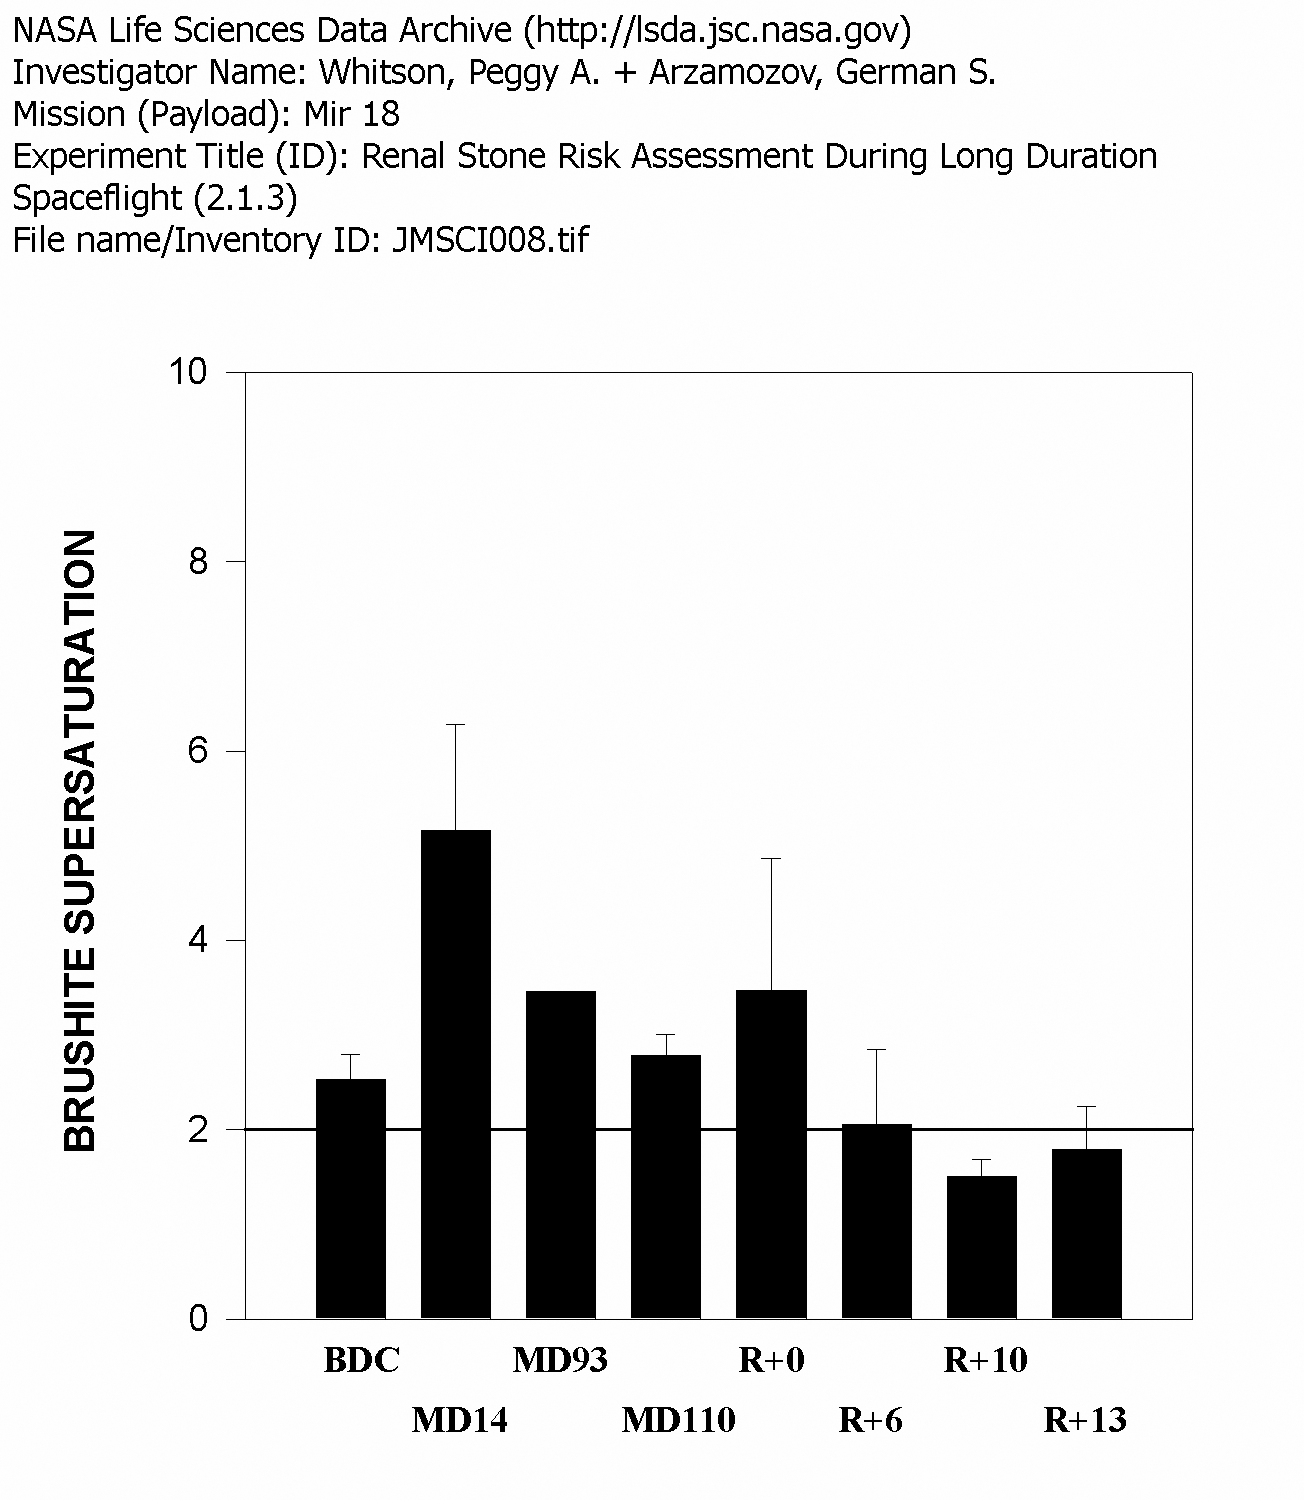 NASA Life Sciences Data Archive (http://lsda.jsc.nasa.gov)
Investigator Name: Whitson, Peggy A. + Arzamozov, German S.
Mission (Payload): Mir 18
Experiment Title (ID): Renal Stone Risk Assessment During Long Duration
Spaceflight (2.1.3)
File name/Inventory ID: JMSCI008.tif
BRUSHITE SUPERSATURATION
10
8
6
4
2
0
BDC MD93 R+0 R+10
MD14 MD110 R+6 R+13